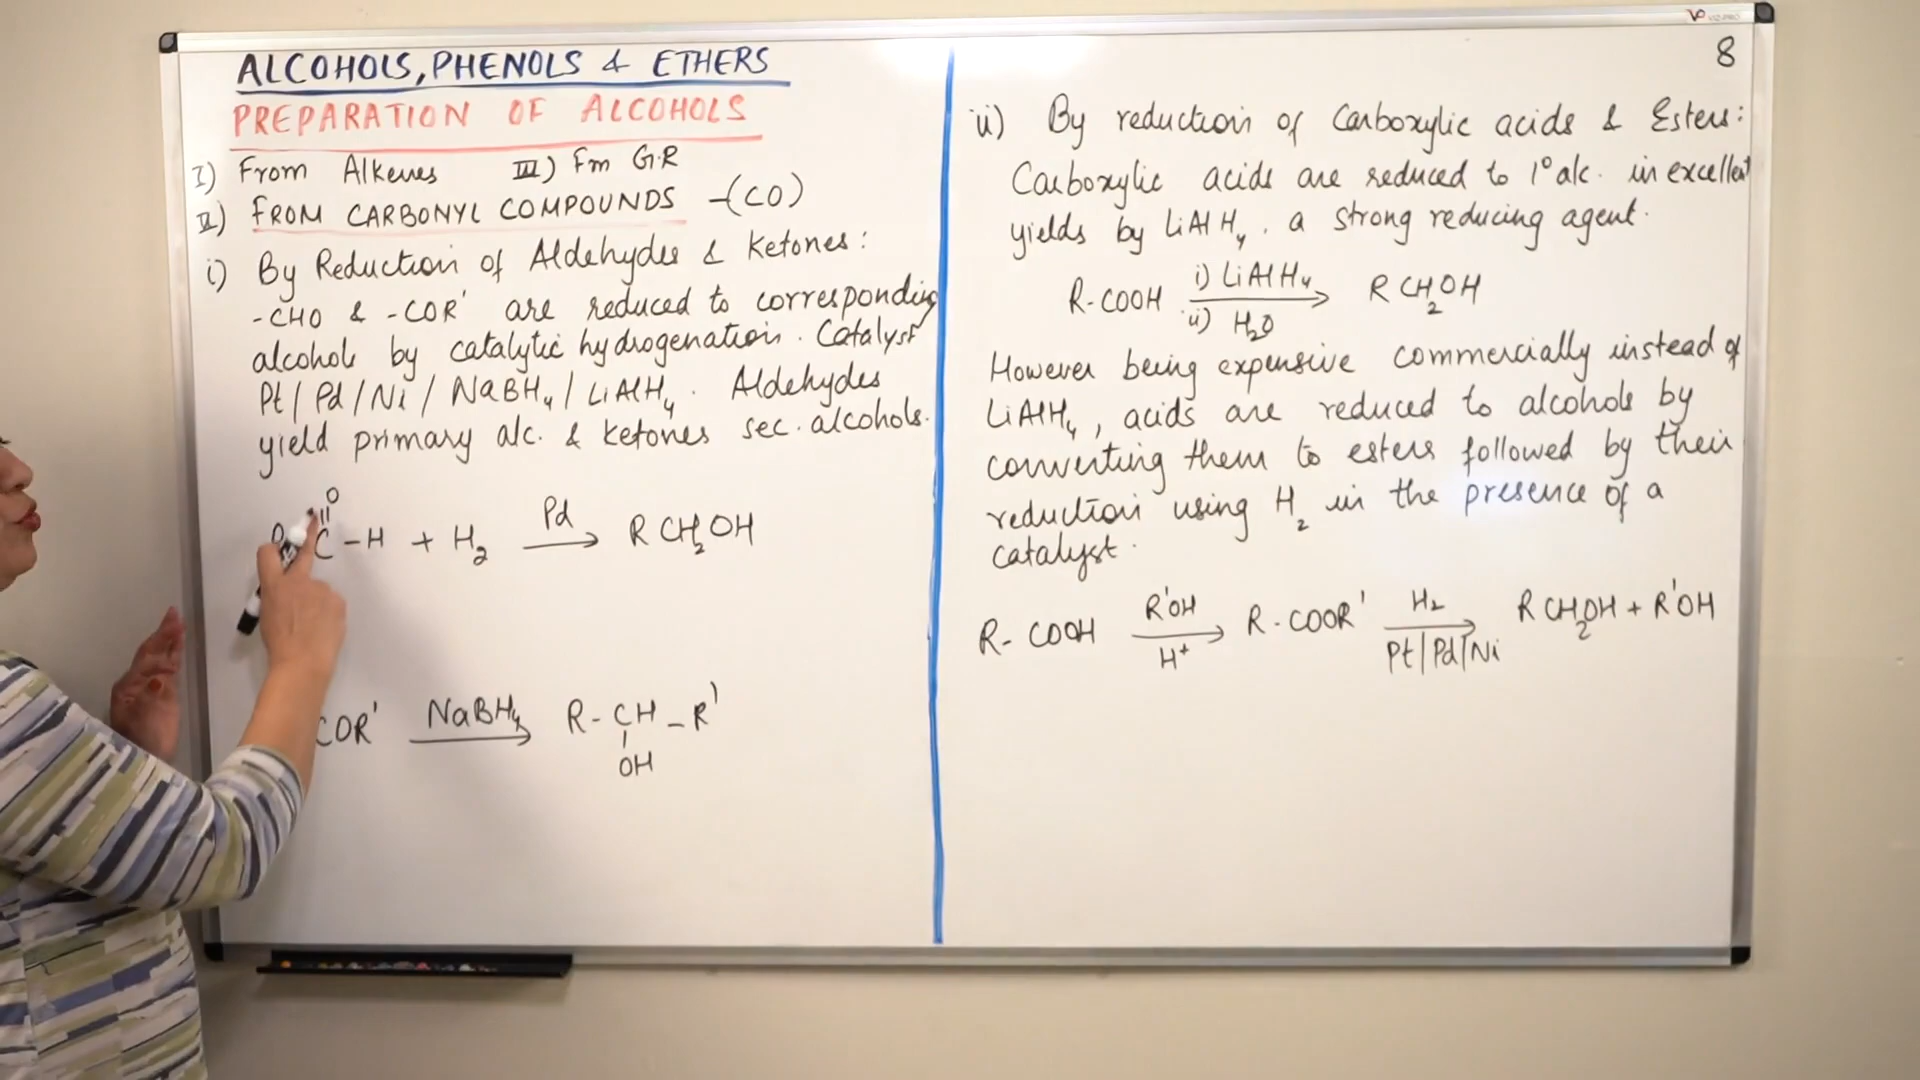 ALCOHOLS, PHENOLS & ETHERS
PREPARATION OF ALCOHOLS
I) From Alkenes III) Fm G.R
II) FROM CARBONYL COMPOUNDS -(CO)
i) By Reduction of Aldehydes & Ketones:
-CHO & -COR' are reduced to corresponding
alcohols by catalytic hydrogenation. Catalyst
Pt/Pd/Ni/NaBH₄/LiAlH₄. Aldehydes
yield primary alc. & ketones sec. alcohols.
O
C-H + H₂ Pd→ RCH₂OH
COR' NaBH₄→ R-CH-R'
OH
8
ii) By reduction of Carboxylic acids & Esters:
Carboxylic acids are reduced to 1° alc. in excellent
yields by LiAlH₄. a strong reducing agent.
R-COOH i) LiAlH₄ → RCH₂OH
ii) H₂O
However being expensive commercially instead of
LiAlH₄, acids are reduced to alcohols by
converting them to esters followed by their
reduction using H₂ in the presence of a
catalyst.
R-COOH R'OH→ R-COOR' H₂→ RCH₂OH + R'OH
H⁺ Pt/Pd/Ni